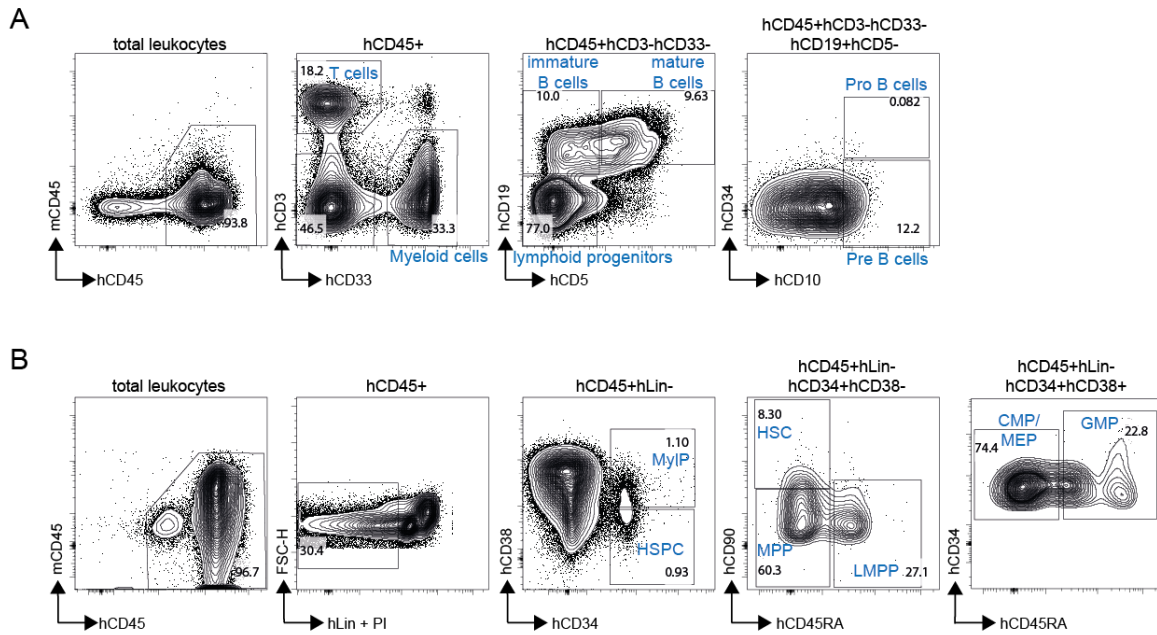 A
total leukocytes
mCD45
hCD45
93.8
hCD45+
18.2
T cells
hCD3
46.5
33.3
Myeloid cells
hCD33
hCD45+hCD3-hCD33-
immature
B cells
mature
B cells
10.0
9.63
hCD19
77.0
lymphoid progenitors
hCD5
hCD45+hCD3-hCD33-
hCD19+hCD5-
Pro B cells
0.082
hCD34
12.2
Pre B cells
hCD10
B
total leukocytes
mCD45
96.7
hCD45
hCD45+
FSC-H
30.4
hLin + PI
hCD45+hLin-
1.10
MylP
hCD38
HSPC
0.93
hCD34
hCD45+hLin-
hCD34+hCD38-
8.30
HSC
hCD90
MPP
60.3
LMPP
27.1
hCD45RA
hCD45+hLin-
hCD34+hCD38+
CMP/
MEP
74.4
GMP
22.8
hCD34
hCD45RA